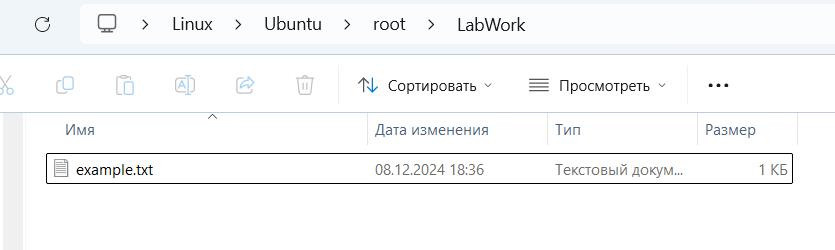 Linux > Ubuntu > root > LabWork
Сортировать Просмотреть
Имя Дата изменения Тип Размер
example.txt 08.12.2024 18:36 Текстовый докум... 1 КБ